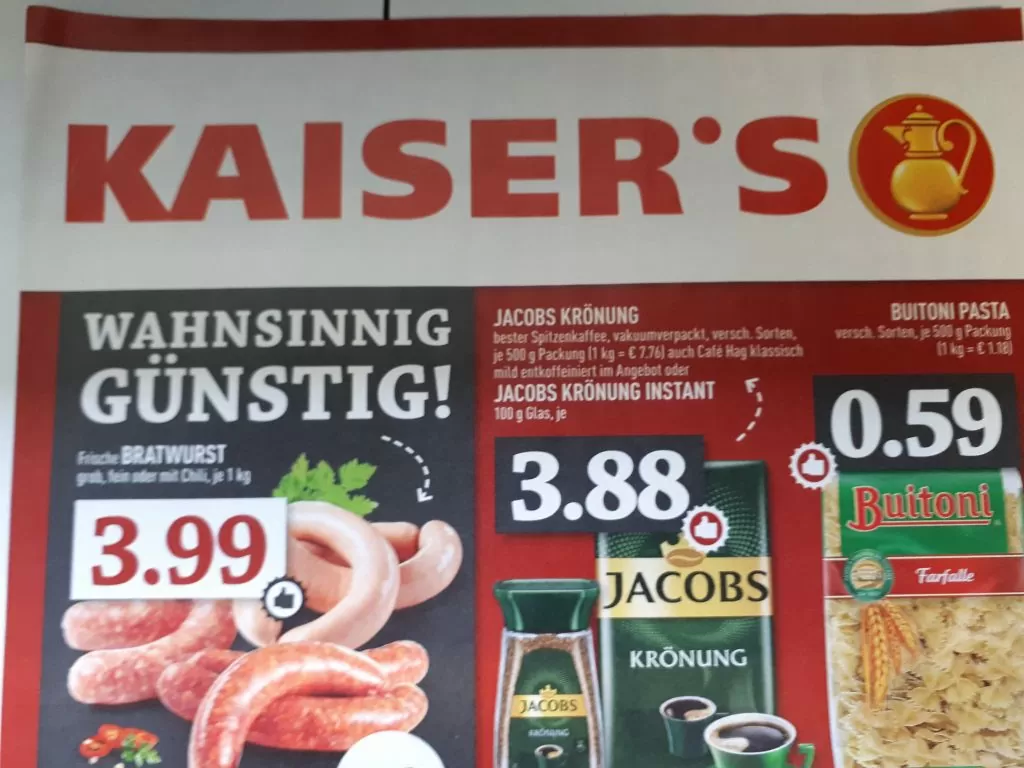 KAISER'S
WAHNSINNIG
GÜNSTIG!
Frische BRATWURST
grob, fein oder mit Chili, je 1 kg
3.99
JACOBS KRÖNUNG
bester Spitzenkaffee, vakuumverpackt, versch. Sorten,
je 500 g Packung (1 kg = € 7.76) auch Café Hag klassisch
mild entkoffeiniert im Angebot oder
JACOBS KRÖNUNG INSTANT
100 g Glas, je
3.88
JACOBS
KRÖNUNG
JACOBS
KRÖNUNG
BUITONI PASTA
versch. Sorten, je 500 g Packung
(1 kg = € 1.18)
0.59
Buitoni
Farfalle